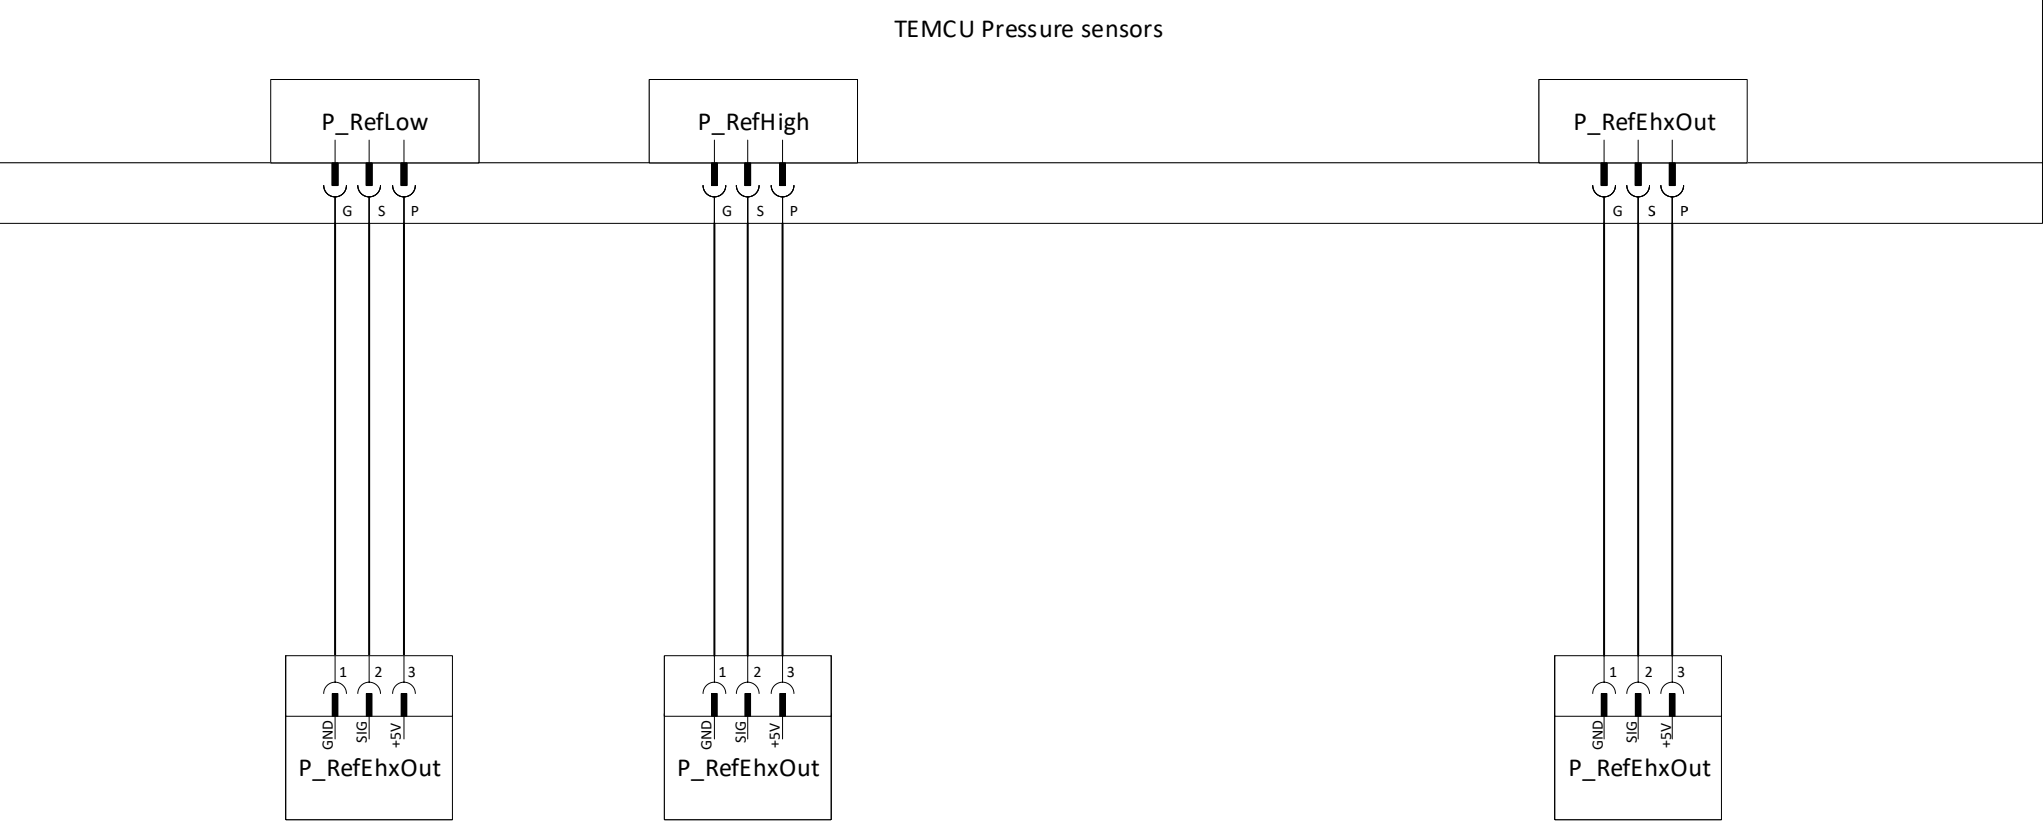 TEMCU Pressure sensors
P_RefLow P_RefHigh P_RefEhxOut
G S P G S P G S P
1 2 3 1 2 3 1 2 3
GND SIG +5V GND SIG +5V GND SIG +5V
P_RefEhxOut P_RefEhxOut P_RefEhxOut